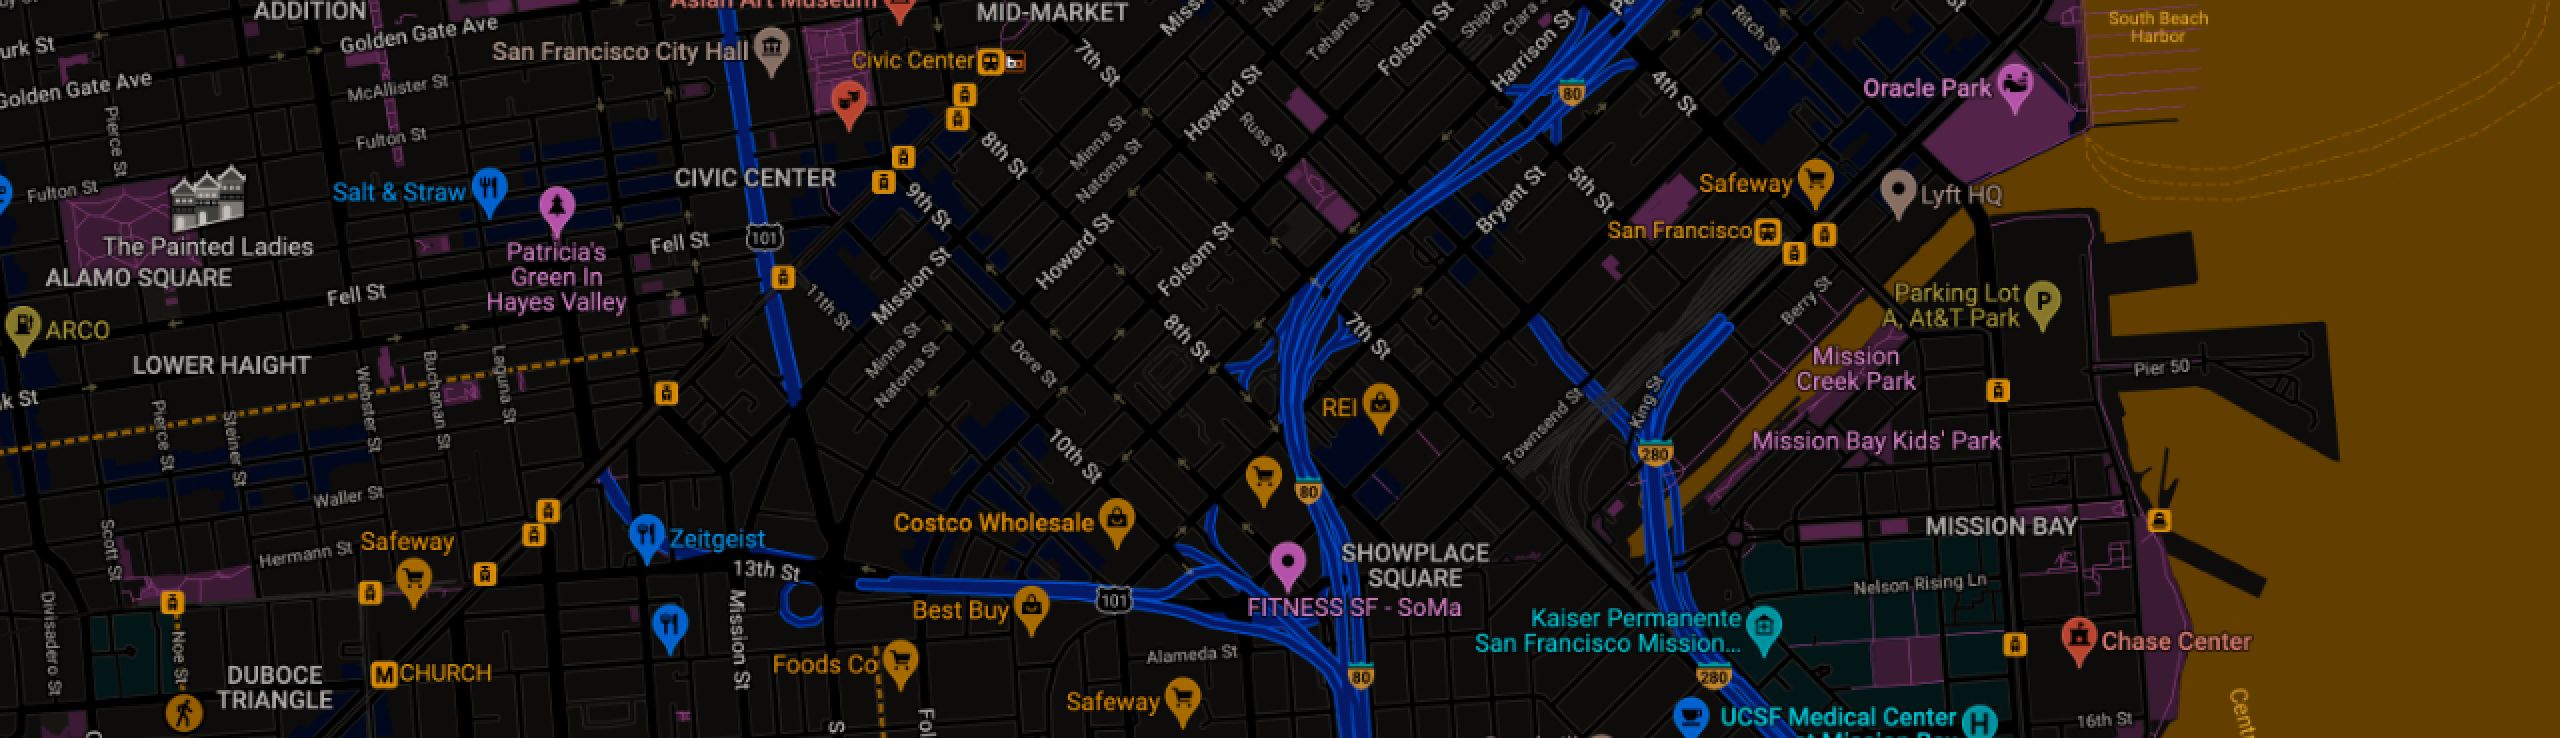 ADDITION
Golden Gate Ave
Asian Art Museum
MID-MARKET
urk St
San Francisco City Hall
Civic Center
7th St
Tehama St
Folsom St
Shipley
Clara
Harrison St
Ritch St
South Beach
Harbor
Golden Gate Ave
McAllister St
Howard St
80
4th St
Oracle Park
Pierce St
Fulton St
Minna St
Natoma St
Russ St
8th St
Fulton St
Salt & Straw
CIVIC CENTER
9th St
Bryant St
5th St
Safeway
Lyft HQ
The Painted Ladies
ALAMO SQUARE
Patricia's
Green In
Hayes Valley
Fell St
101
Howard St
Folsom St
San Francisco
Fell St
11th St
Mission St
Berry St
Parking Lot
A, At&T Park
P
ARCO
LOWER HAIGHT
Minna St
Natoma St
Dore St
8th St
7th St
Mission
Creek Park
Pier 50
k St
Pierce St
Steiner St
Webster St
Buchanan St
Laguna St
REI
King St
Townsend St
10th St
280
Mission Bay Kids' Park
Waller St
80
Scott St
Hermann St
Safeway
Zeitgeist
Costco Wholesale
MISSION BAY
13th St
SHOWPLACE
SQUARE
Nelson Rising Ln
Divisadero St
Noe St
Mission St
Best Buy
101
FITNESS SF - SoMa
Kaiser Permanente
San Francisco Mission...
Chase Center
DUBOCE
TRIANGLE
M
CHURCH
Foods Co
Alameda St
80
280
Safeway
UCSF Medical Center
at Mission Bay
H
16th St